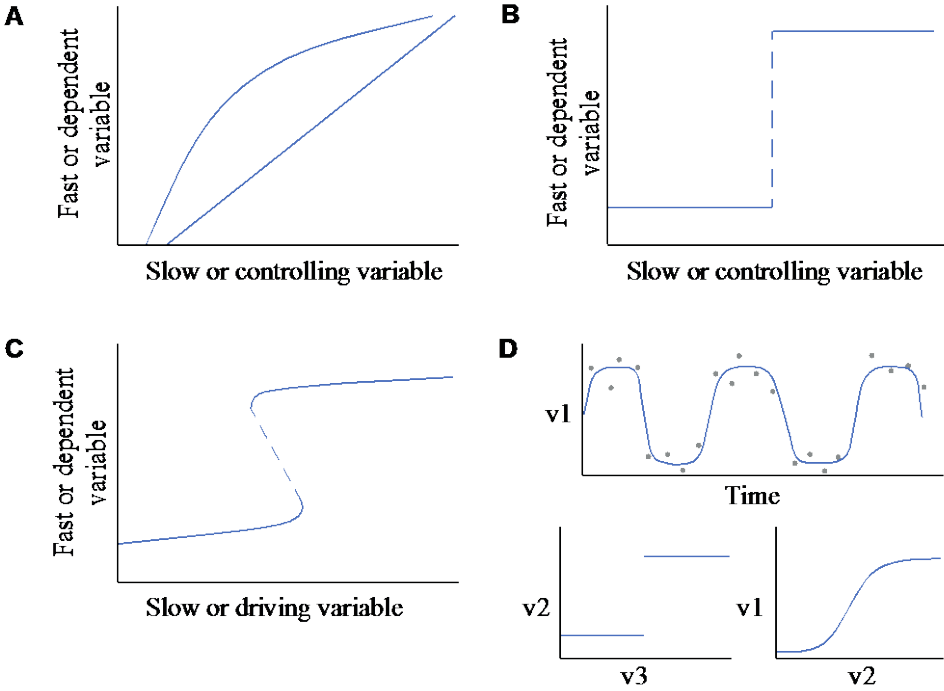 A
Fast or dependent
variable
Slow or controlling variable
B
Fast or dependent
variable
Slow or controlling variable
C
Fast or dependent
variable
Slow or driving variable
D
v1
Time
v2
v3
v1
v2